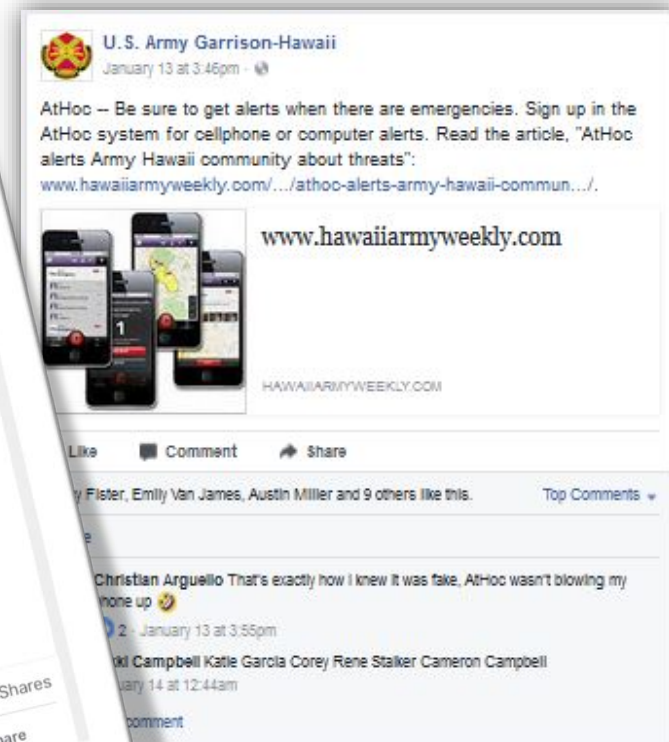 U.S. Army Garrison-Hawaii
January 13 at 3:46pm ·
AtHoc -- Be sure to get alerts when there are emergencies. Sign up in the
AtHoc system for cellphone or computer alerts. Read the article, "AtHoc
alerts Army Hawaii community about threats":
www.hawaiiarmyweekly.com/.../athoc-alerts-army-hawaii-commun.../.
www.hawaiiarmyweekly.com
1
HAWAIIARMYWEEKLY.COM
Like Comment Share
Fister, Emily Van James, Austin Miller and 9 others like this. Top Comments
Christian Arguello That's exactly how I knew it was fake, AtHoc wasn't blowing my
phone up 🤣
2 · January 13 at 3:55pm
Campbell Katie Garcia Corey Rene Stalker Cameron Campbell
January 14 at 12:44am
comment
Shares